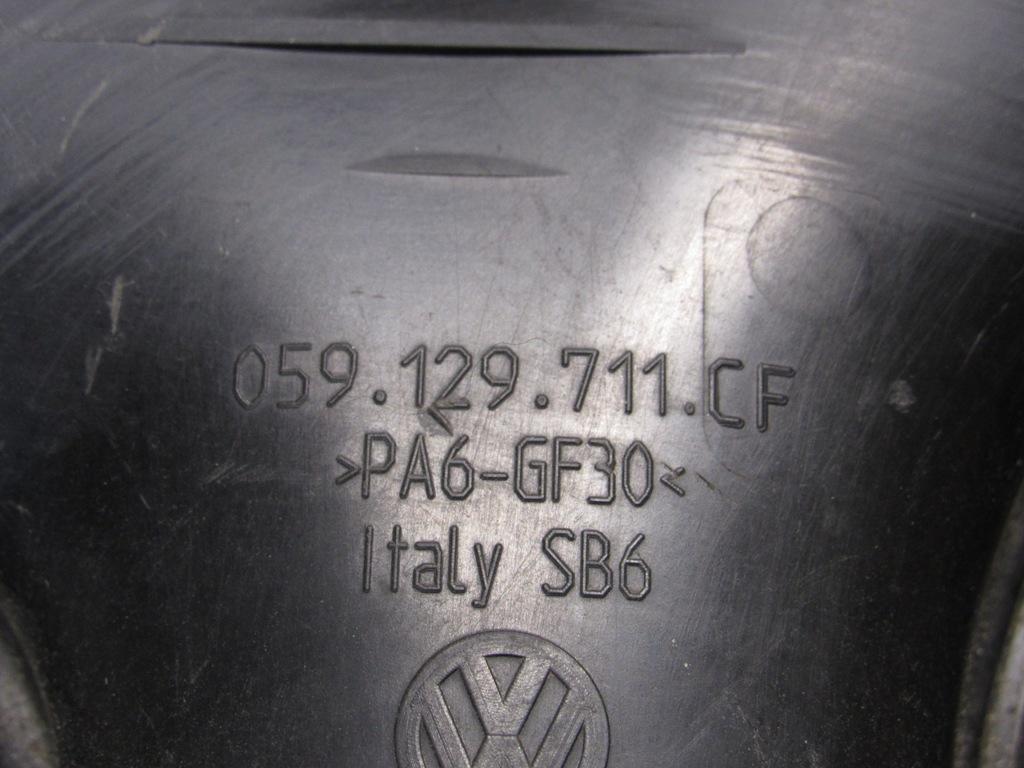 059.129.711.CF
>PA6-GF30<
Italy SB6